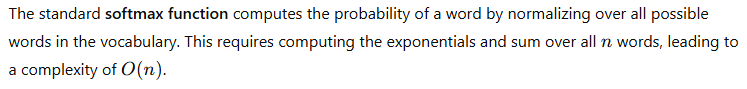 The standard softmax function computes the probability of a word by normalizing over all possible
words in the vocabulary. This requires computing the exponentials and sum over all n words, leading to
a complexity of O(n).